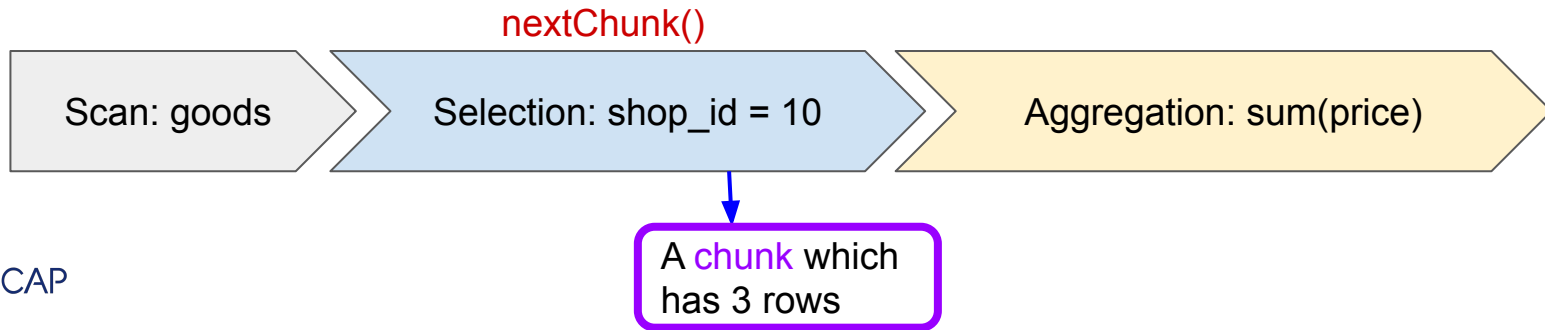 nextChunk()
Scan: goods
Selection: shop_id = 10
Aggregation: sum(price)
A chunk which
has 3 rows
CAP